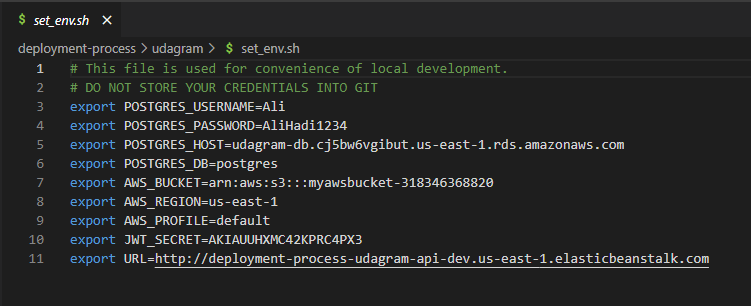 $ set_env.sh ×
deployment-process > udagram > $ set_env.sh
1 # This file is used for convenience of local development.
2 # DO NOT STORE YOUR CREDENTIALS INTO GIT
3 export POSTGRES_USERNAME=Ali
4 export POSTGRES_PASSWORD=AliHadi1234
5 export POSTGRES_HOST=udagram-db.cj5bw6vgibut.us-east-1.rds.amazonaws.com
6 export POSTGRES_DB=postgres
7 export AWS_BUCKET=arn:aws:s3:::myawsbucket-318346368820
8 export AWS_REGION=us-east-1
9 export AWS_PROFILE=default
10 export JWT_SECRET=AKIAUUHXMC42KPRC4PX3
11 export URL=http://deployment-process-udagram-api-dev.us-east-1.elasticbeanstalk.com